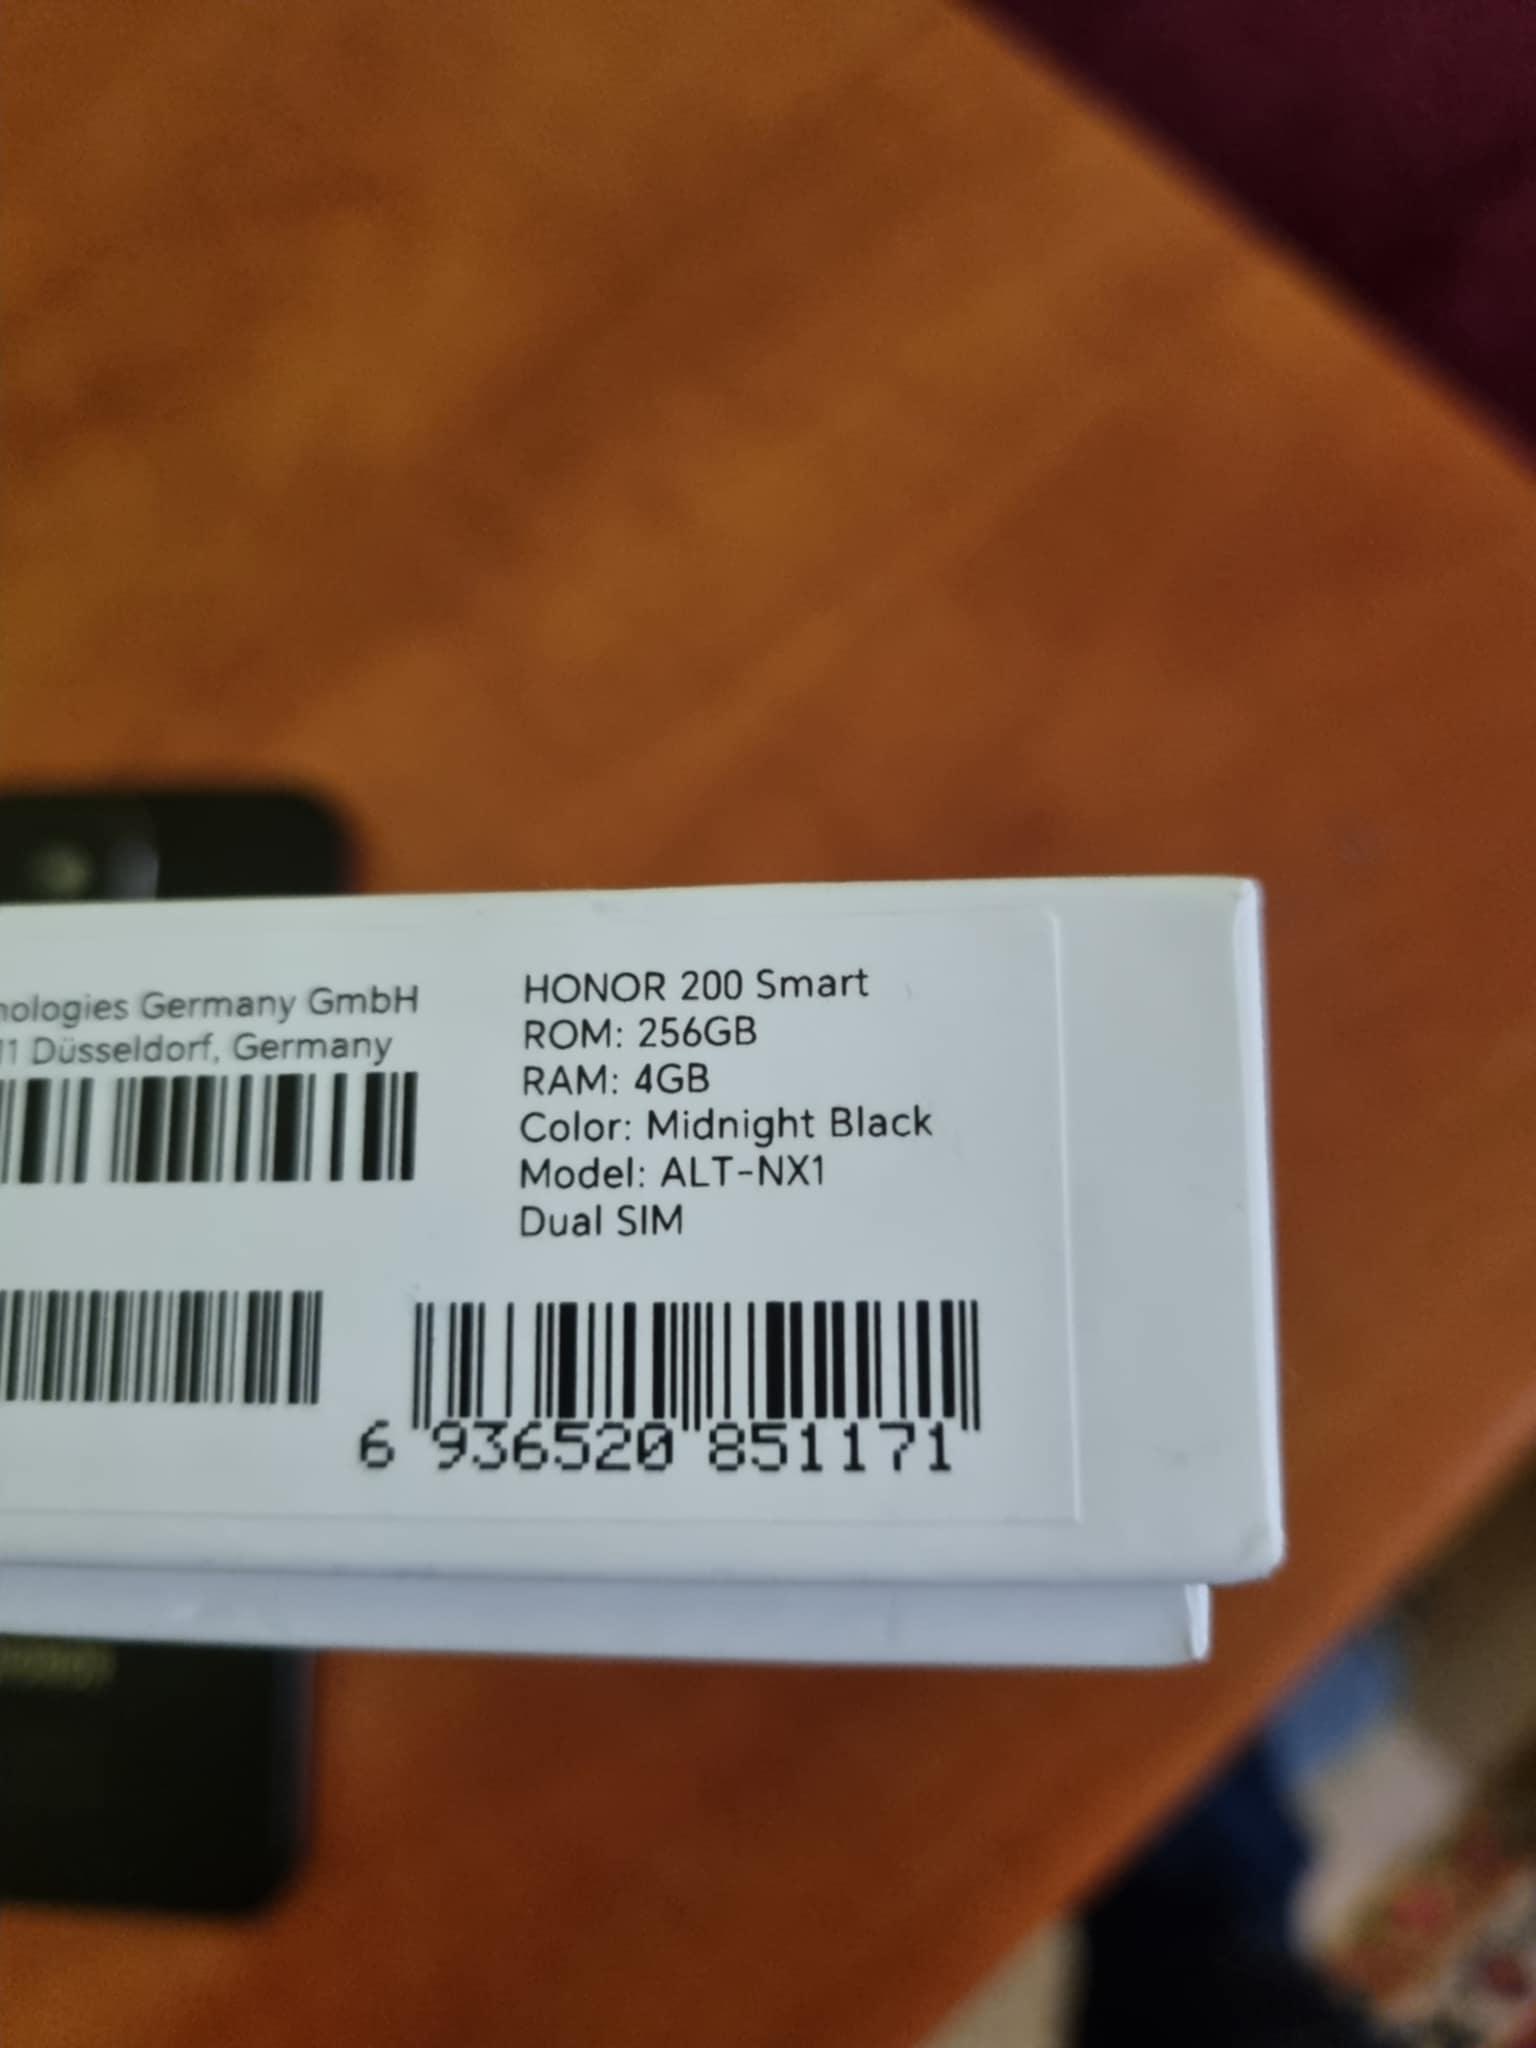 Germany GmbH
Düsseldorf, Germany
HONOR 200 Smart
ROM: 256GB
RAM: 4GB
Color: Midnight Black
Model: ALT-NX1
Dual SIM
6 936520 851171